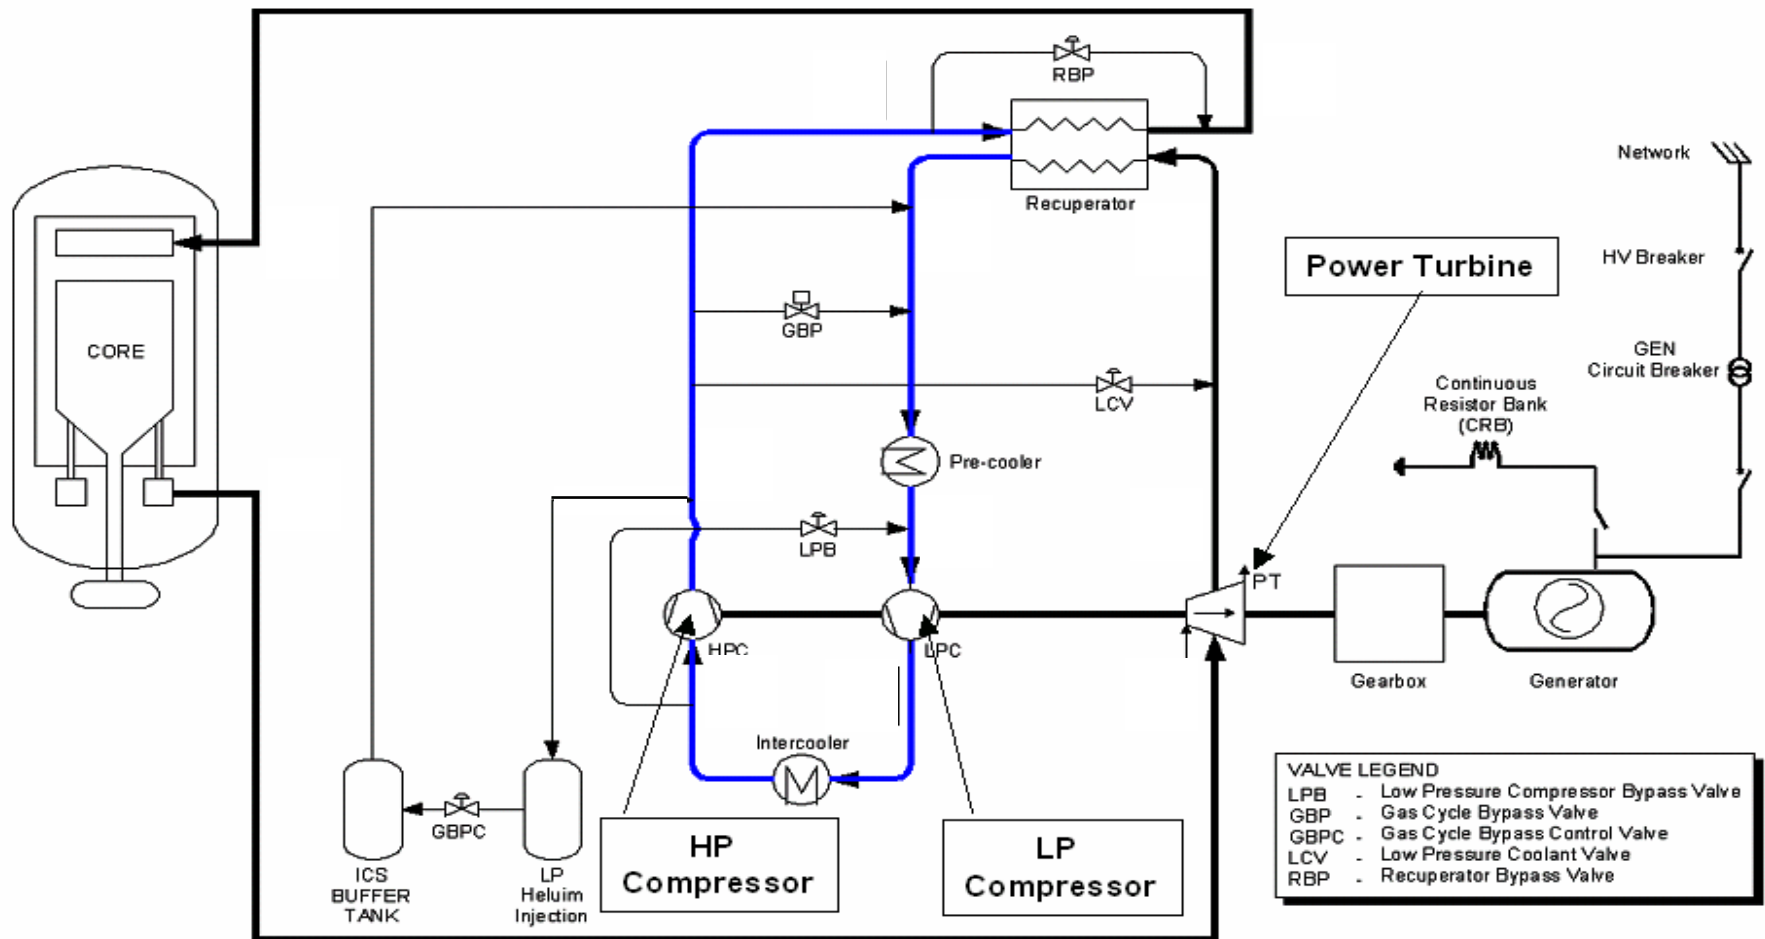 RBP
Recuperator
Network
HV Breaker
GEN
Circuit Breaker
Power Turbine
Continuous
Resistor Bank
(CRB)
CORE
GBP
LCV
Pre-cooler
LPB
PT
HPC
LPC
Gearbox
Generator
Intercooler
GBPC
ICS
BUFFER
TANK
LP
Heluim
Injection
HP
Compressor
LP
Compressor
VALVE LEGEND
LPB - Low Pressure Compressor Bypass Valve
GBP - Gas Cycle Bypass Valve
GBPC - Gas Cycle Bypass Control Valve
LCV - Low Pressure Coolant Valve
RBP - Recuperator Bypass Valve